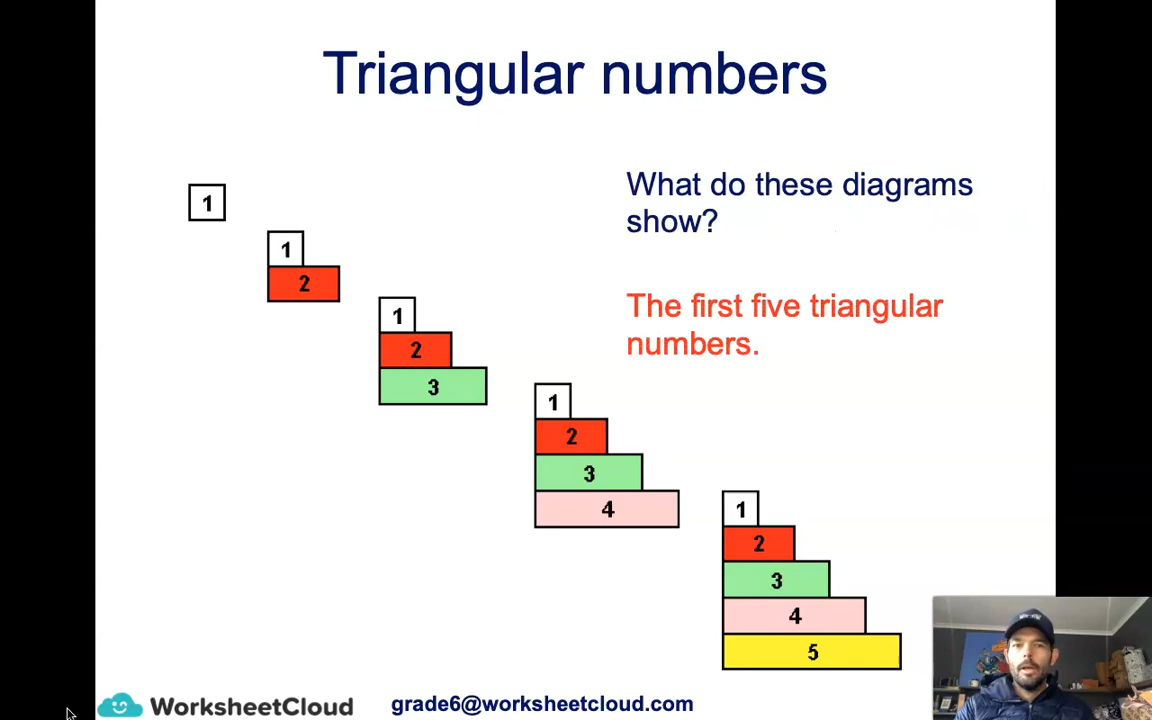 Triangular numbers
What do these diagrams
show?
The first five triangular
numbers.
1
1
2
1
2
3
1
2
3
4
1
2
3
4
5
WorksheetCloud
grade6@worksheetcloud.com